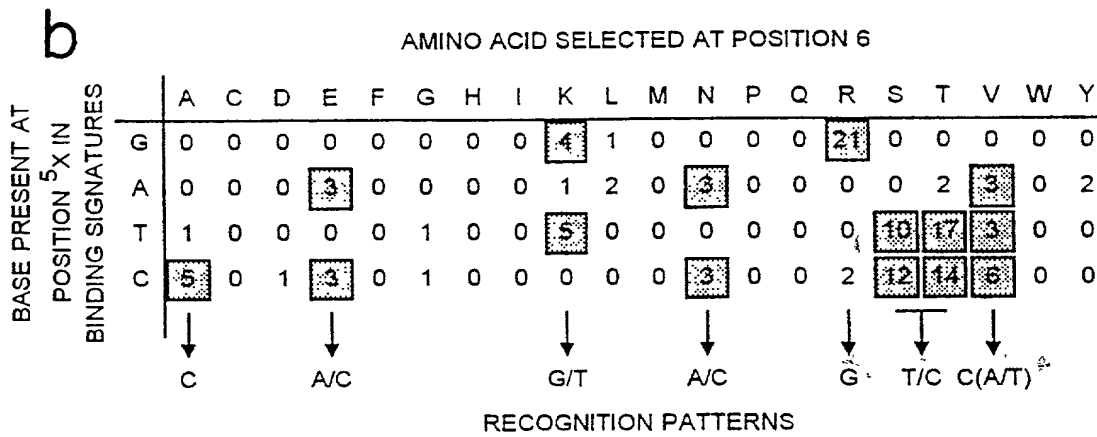 b
AMINO ACID SELECTED AT POSITION 6
BASE PRESENT AT
POSITION 5X IN
BINDING SIGNATURES
A C D E F G H I K L M N P Q R S T V W Y
G 0 0 0 0 0 0 0 0 4 1 0 0 0 0 21 0 0 0 0 0
A 0 0 0 3 0 0 0 0 1 2 0 3 0 0 0 0 2 3 0 2
T 1 0 0 0 0 1 0 0 5 0 0 0 0 0 0 10 17 3 0 0
C 5 0 1 3 0 1 0 0 0 0 0 3 0 0 2 12 14 6 0 0
C A/C G/T A/C G T/C C(A/T)
RECOGNITION PATTERNS